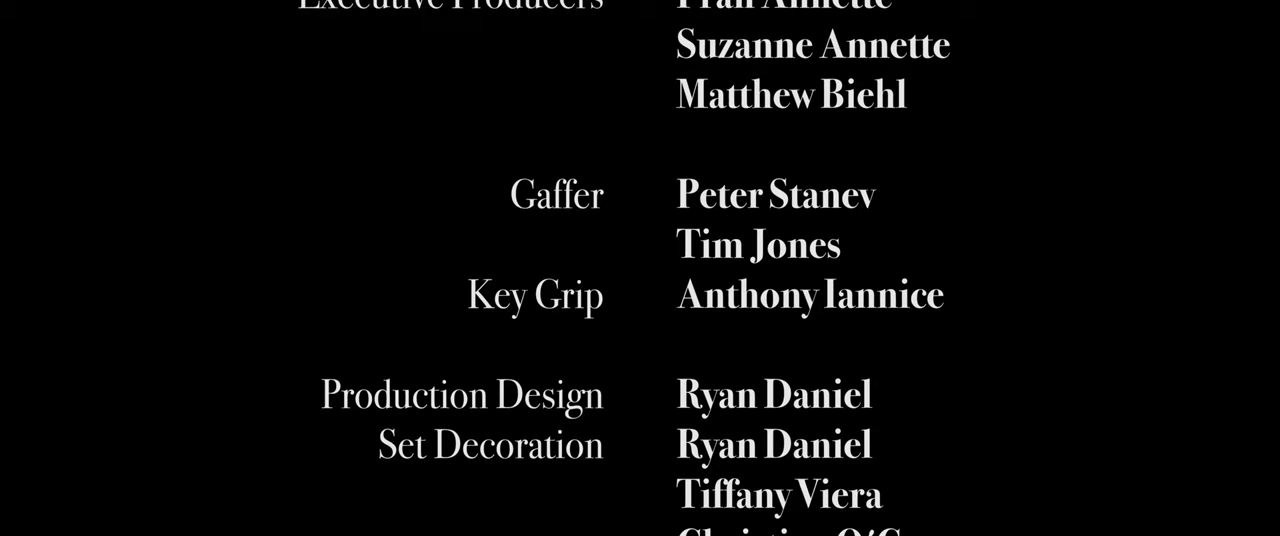 Executive Producers Fran Annette
Suzanne Annette
Matthew Biehl
Gaffer Peter Stanev
Tim Jones
Key Grip Anthony Iannice
Production Design Ryan Daniel
Set Decoration Ryan Daniel
Tiffany Viera